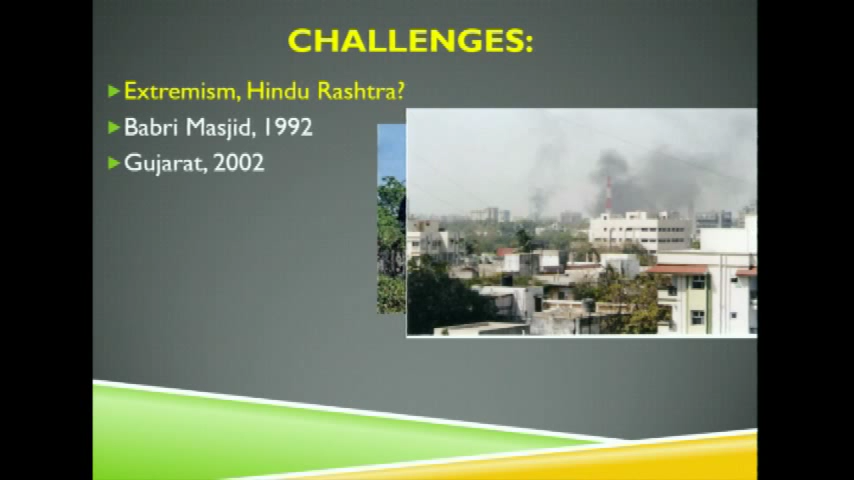 CHALLENGES:
Extremism, Hindu Rashtra?
Babri Masjid, 1992
Gujarat, 2002